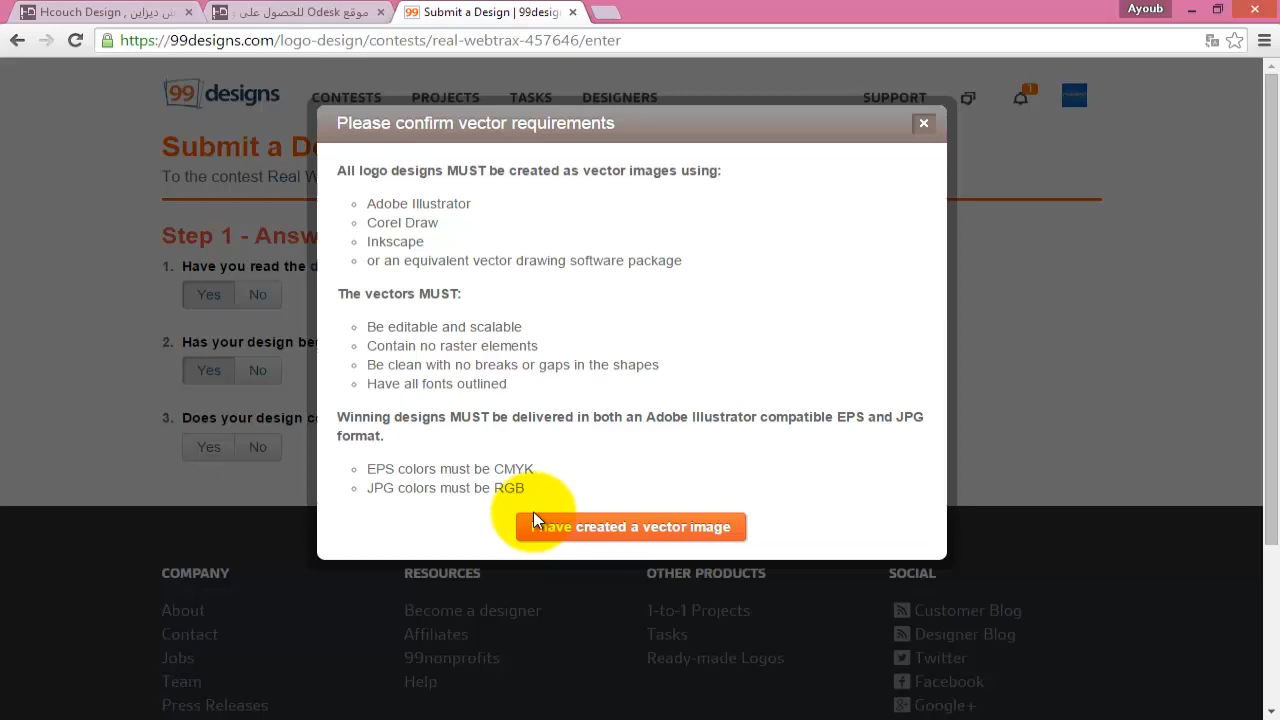 Hcouch Design , ش ديزاين
موقع Odesk للحصول على و
Submit a Design | 99desig
Ayoub
https://99designs.com/logo-design/contests/real-webtrax-457646/enter
99designs
CONTESTS PROJECTS TASKS DESIGNERS SUPPORT 1
Please confirm vector requirements
Submit a De
To the contest Real W
All logo designs MUST be created as vector images using:
Adobe Illustrator
Corel Draw
Inkscape
or an equivalent vector drawing software package
Step 1 - Answ
1. Have you read the d
Yes No
The vectors MUST:
Be editable and scalable
Contain no raster elements
Be clean with no breaks or gaps in the shapes
Have all fonts outlined
2. Has your design be
Yes No
3. Does your design c
Yes No
Winning designs MUST be delivered in both an Adobe Illustrator compatible EPS and JPG
format.
EPS colors must be CMYK
JPG colors must be RGB
I have created a vector image
COMPANY RESOURCES OTHER PRODUCTS SOCIAL
About Become a designer 1-to-1 Projects Customer Blog
Contact Affiliates Tasks Designer Blog
Jobs 99nonprofits Ready-made Logos Twitter
Team Help Facebook
Press Releases Google+